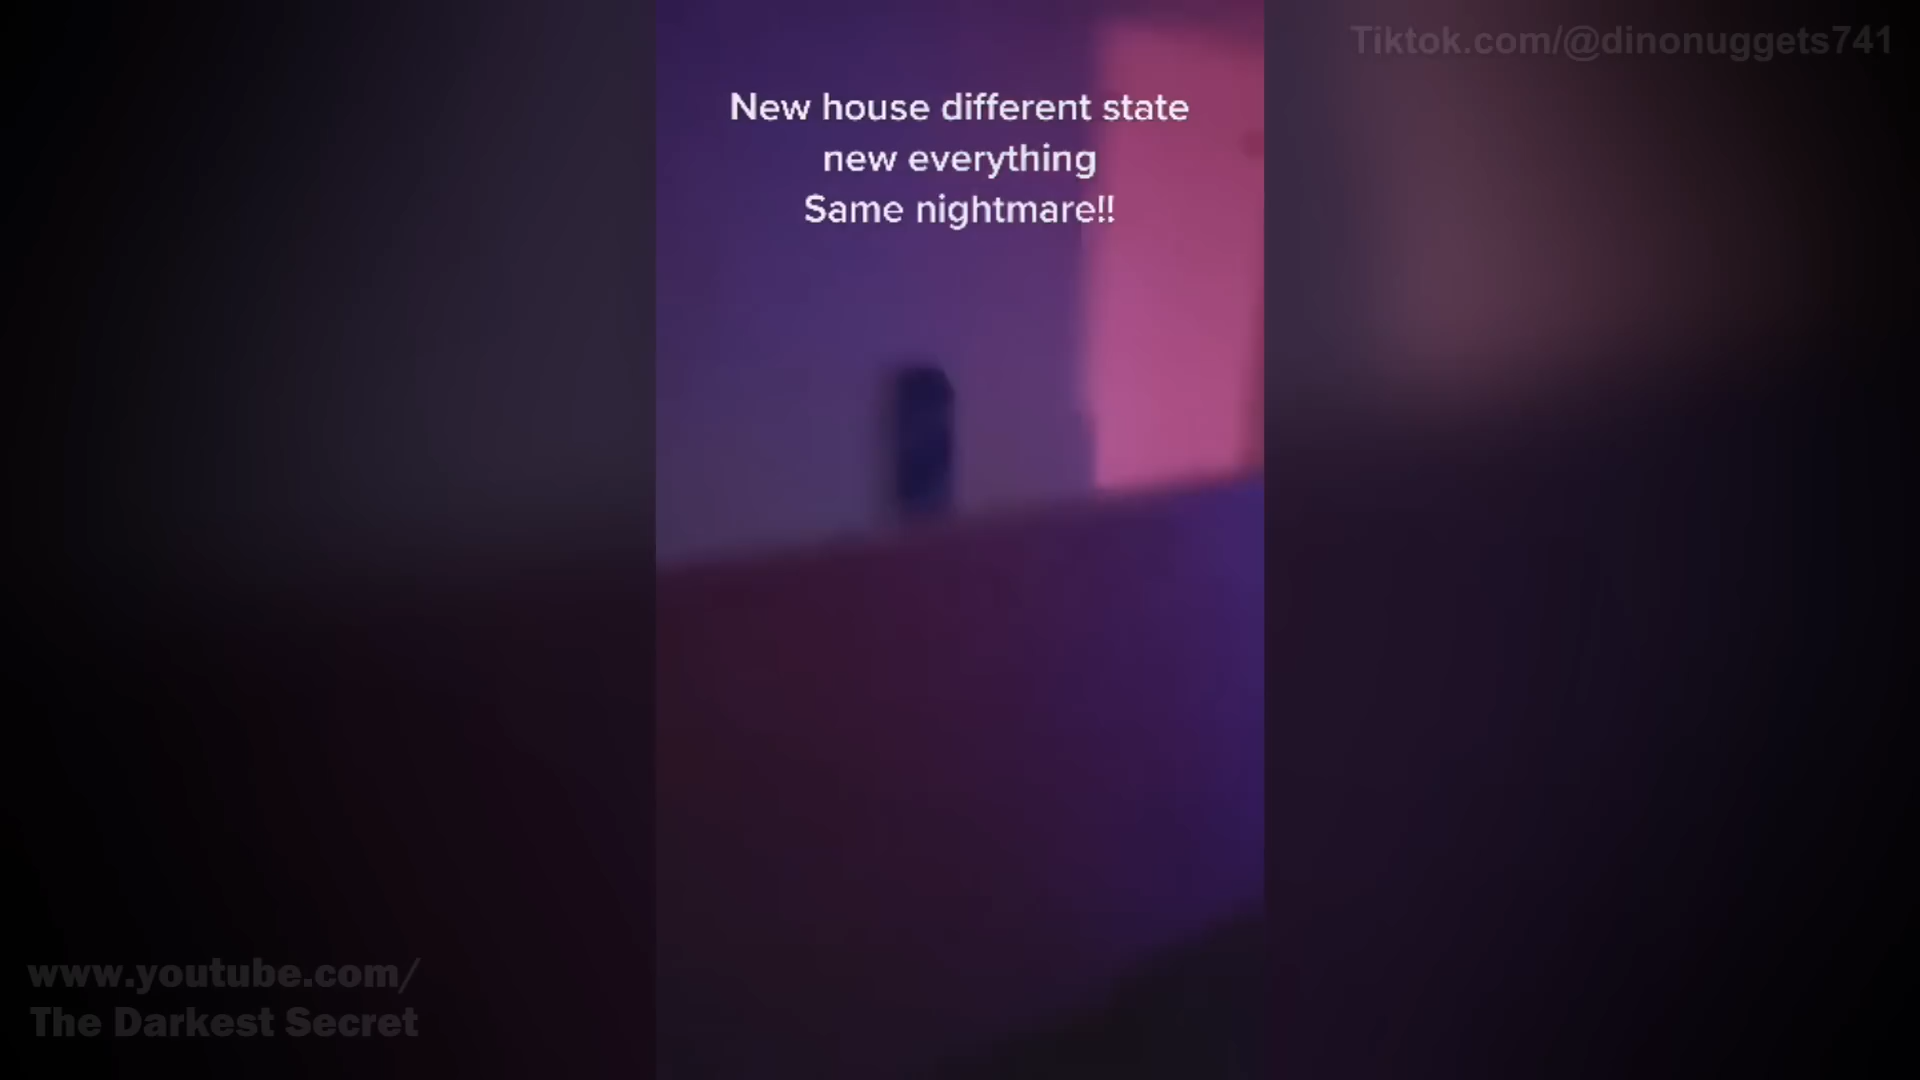 Tiktok.com/@dinonuggets741
New house different state
new everything
Same nightmare!!
www.youtube.com/
The Darkest Secret